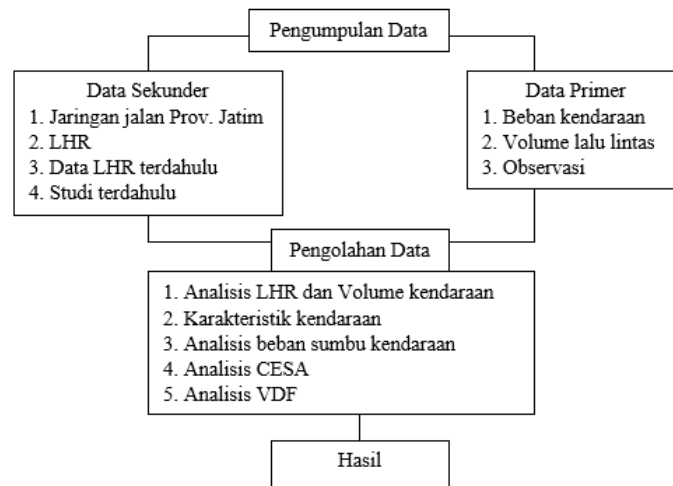 Pengumpulan Data
Data Sekunder
1. Jaringan jalan Prov. Jatim
2. LHR
3. Data LHR terdahulu
4. Studi terdahulu
Data Primer
1. Beban kendaraan
2. Volume lalu lintas
3. Observasi
Pengolahan Data
1. Analisis LHR dan Volume kendaraan
2. Karakteristik kendaraan
3. Analisis beban sumbu kendaraan
4. Analisis CESA
5. Analisis VDF
Hasil